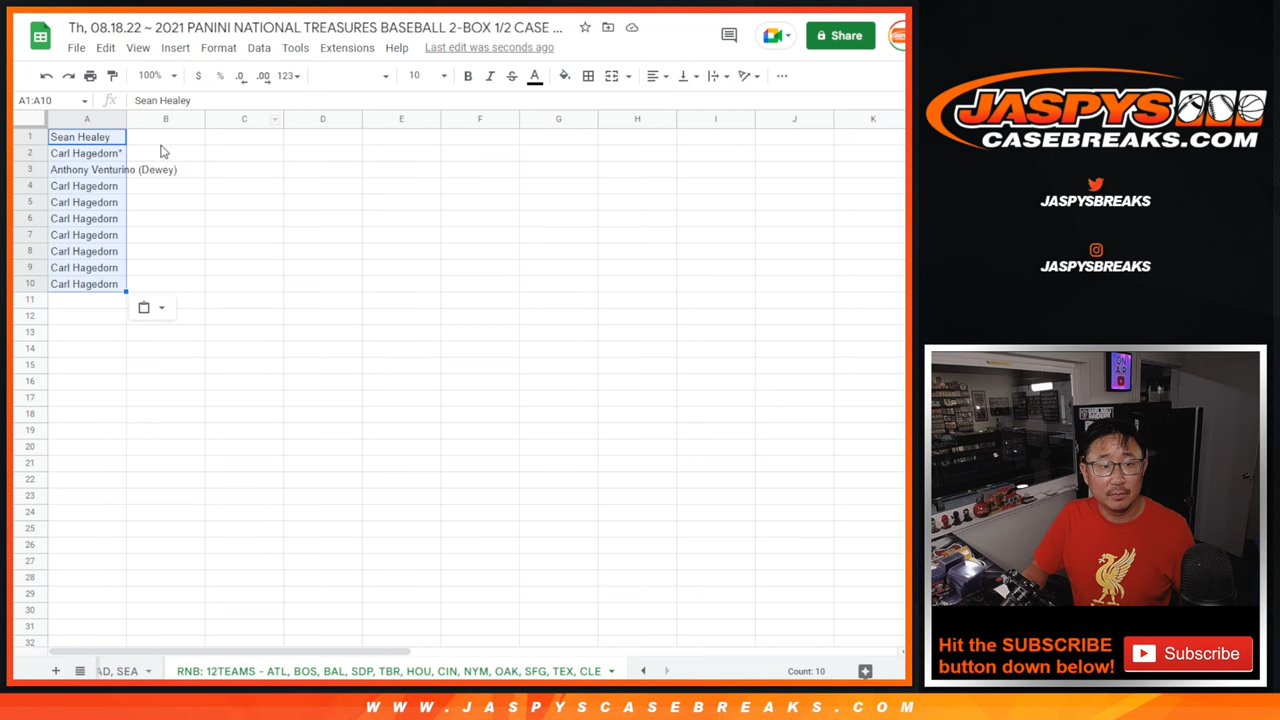 Th, 08.18.22 ~ 2021 PANINI NATIONAL TREASURES BASEBALL 2-BOX 1/2 CASE ...
File Edit View Insert Format Data Tools Extensions Help Last edit was seconds ago
Share
100% $ % .0 .00 123 10 B I S A
A1:A10 fx Sean Healey
A B C D E F G H I J K
1 Sean Healey
2 Carl Hagedorn*
3 Anthony Venturino (Dewey)
4 Carl Hagedorn
5 Carl Hagedorn
6 Carl Hagedorn
7 Carl Hagedorn
8 Carl Hagedorn
9 Carl Hagedorn
10 Carl Hagedorn
11
12
13
14
15
16
17
18
19
20
21
22
23
24
25
26
27
28
29
30
31
32
AD, SEA RNB: 12TEAMS - ATL, BOS, BAL, SDP, TBR, HOU, CIN, NYM, OAK, SFG, TEX, CLE Count: 10
JASPYS
CASEBREAKS.COM
JASPYSBREAKS
JASPYSBREAKS
ON
AIR
Hit the SUBSCRIBE
button down below!
Subscribe
WWW.JASPYSCASEBREAKS.COM